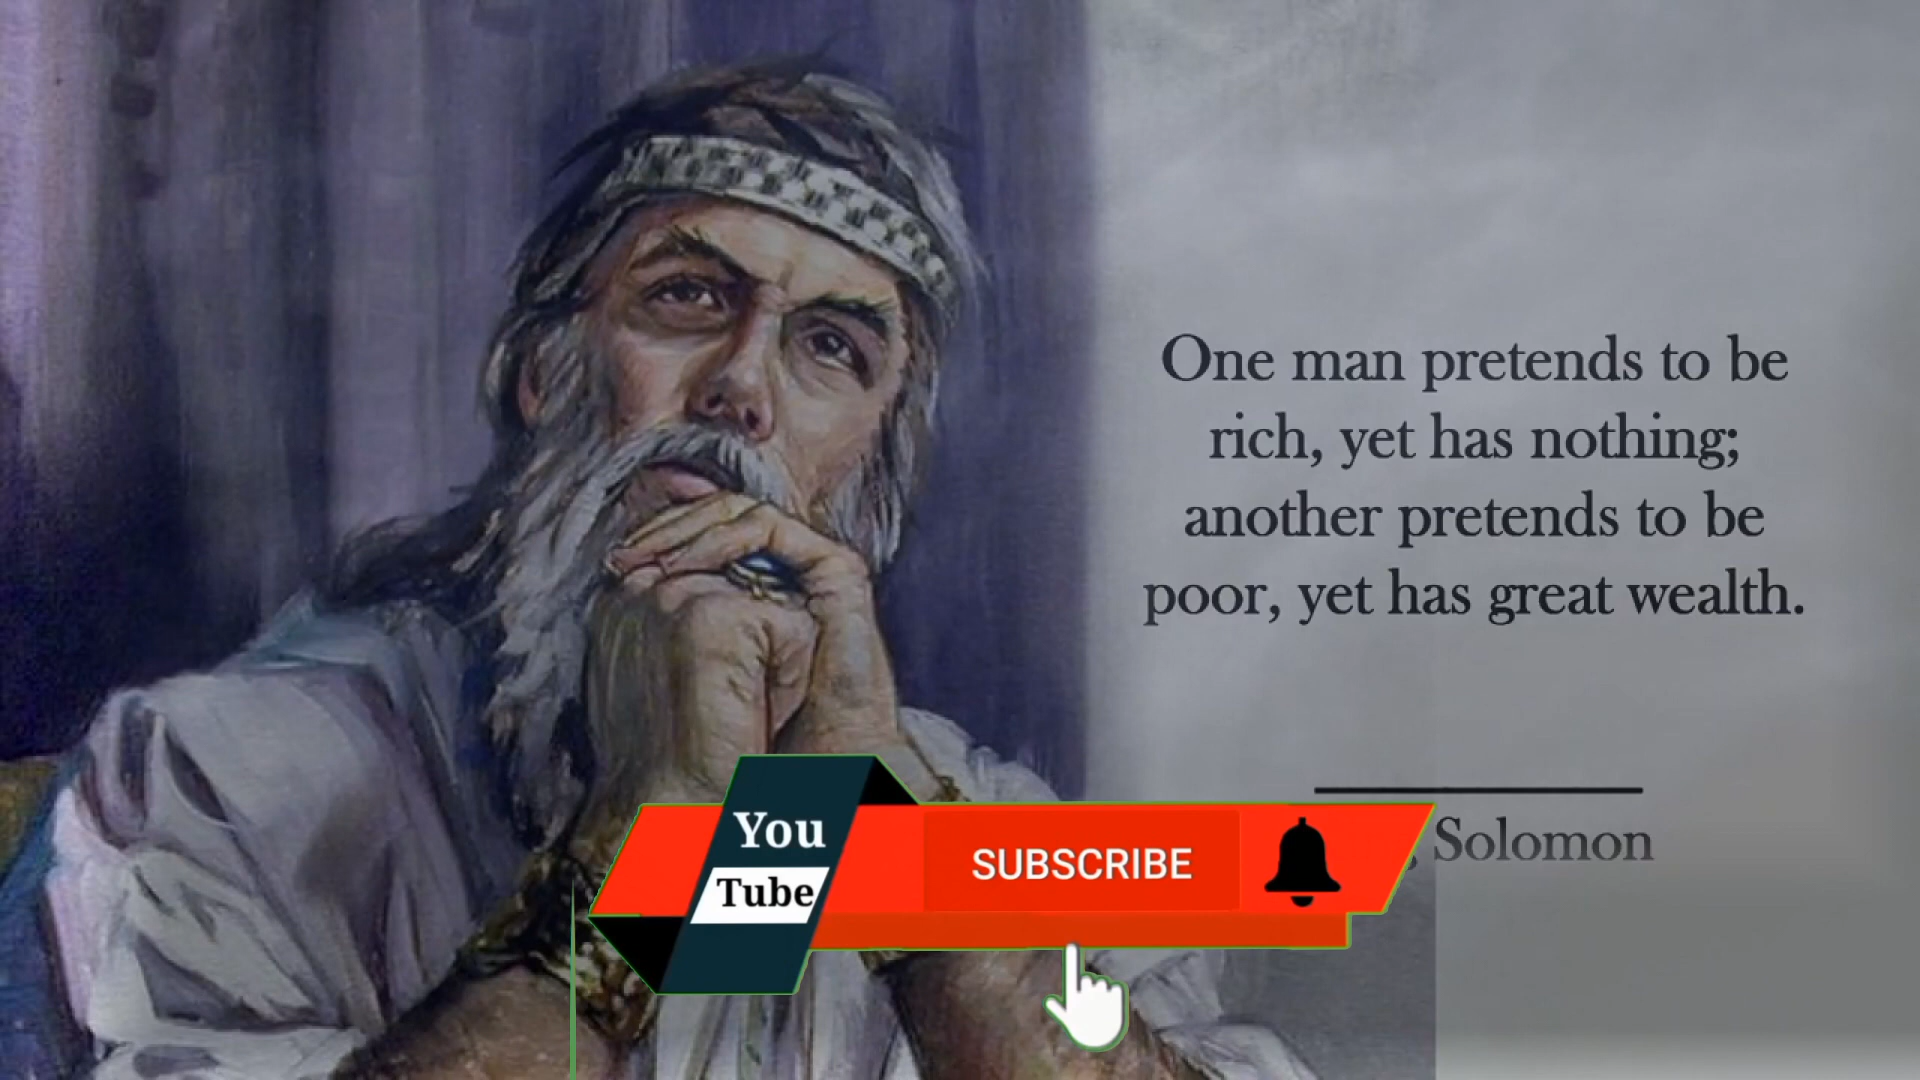 One man pretends to be
rich, yet has nothing;
another pretends to be
poor, yet has great wealth.
Solomon
You
Tube
SUBSCRIBE